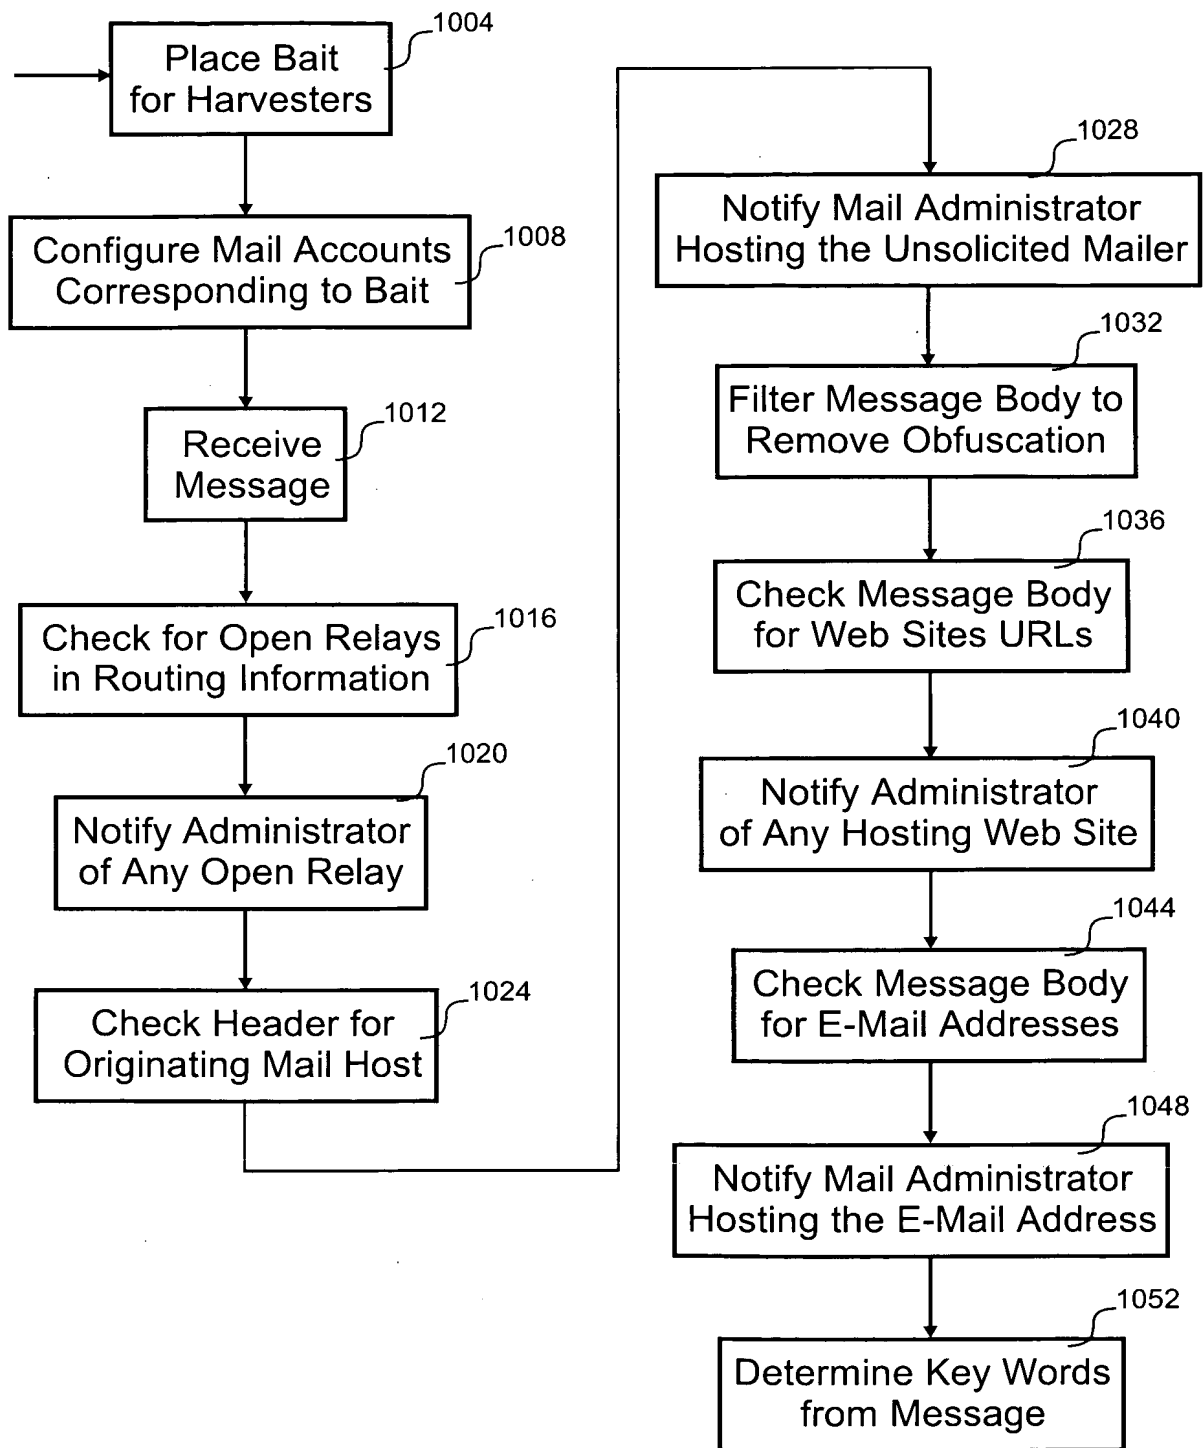 1004
Place Bait
for Harvesters
1008
Configure Mail Accounts
Corresponding to Bait
1012
Receive
Message
1016
Check for Open Relays
in Routing Information
1020
Notify Administrator
of Any Open Relay
1024
Check Header for
Originating Mail Host
1028
Notify Mail Administrator
Hosting the Unsolicited Mailer
1032
Filter Message Body to
Remove Obfuscation
1036
Check Message Body
for Web Sites URLs
1040
Notify Administrator
of Any Hosting Web Site
1044
Check Message Body
for E-Mail Addresses
1048
Notify Mail Administrator
Hosting the E-Mail Address
1052
Determine Key Words
from Message